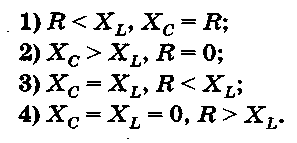 1) R < X_L, X_C = R;
2) X_C > X_L, R = 0;
3) X_C = X_L, R < X_L;
4) X_C = X_L = 0, R > X_L.